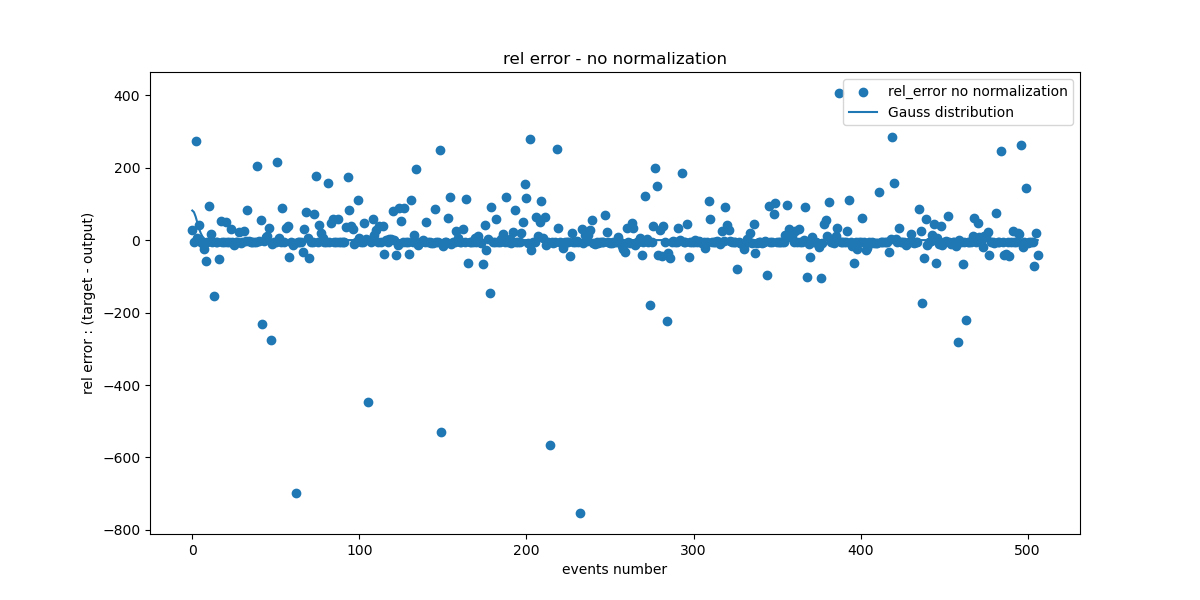 rel error - no normalization
rel_error no normalization
Gauss distribution
rel error : (target - output)
400
200
0
−200
−400
−600
−800
0 100 200 300 400 500
events number